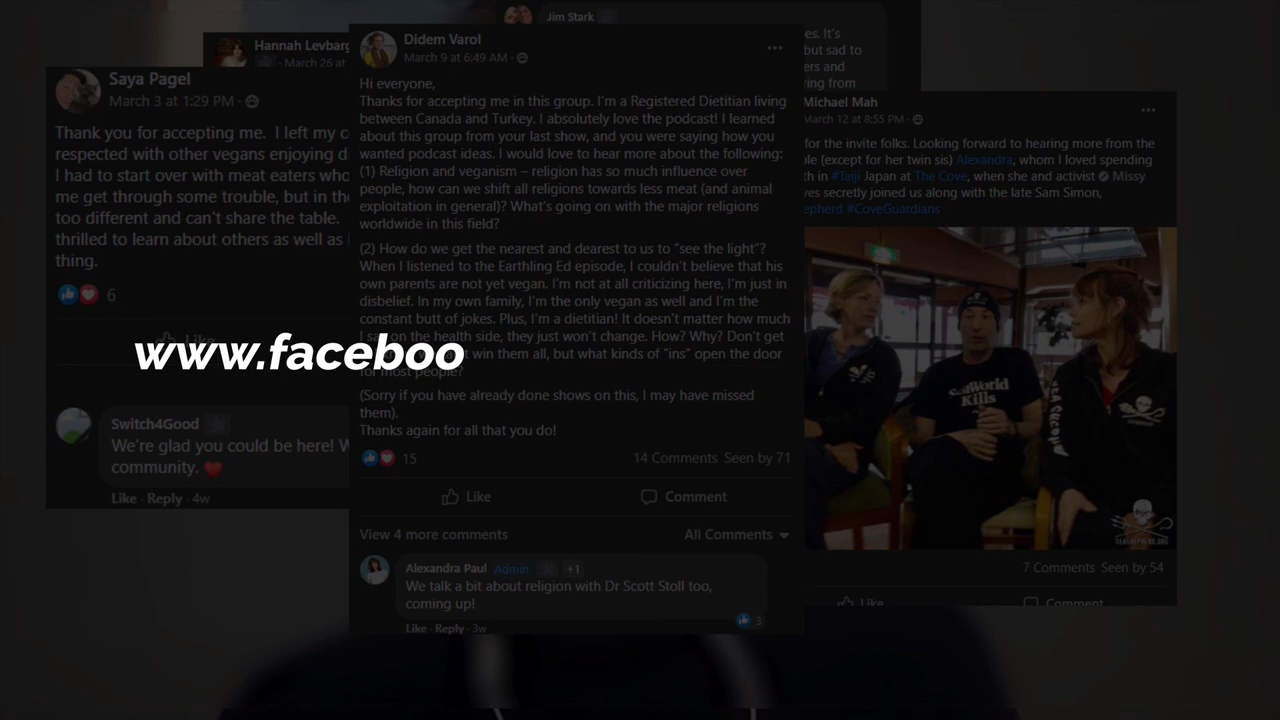 Jim Stark
Hannah Levbarg
March 26 at
Saya Pagel
March 3 at 1:29 PM
Thank you for accepting me. I left my c
respected with other vegans enjoying d
I had to start over with meat eaters who
me get through some trouble, but in the
too different and can't share the table.
thrilled to learn about others as well as
thing.
6
Like
Switch4Good
We're glad you could be here! W
community.
Like · Reply · 4w
Didem Varol
March 9 at 6:49 AM
Hi everyone,
Thanks for accepting me in this group. I'm a Registered Dietitian living
between Canada and Turkey. I absolutely love the podcast! I learned
about this group from your last show, and you were saying how you
wanted podcast ideas. I would love to hear more about the following:
(1) Religion and veganism – religion has so much influence over
people, how can we shift all religions towards less meat (and animal
exploitation in general)? What's going on with the major religions
worldwide in this field?
(2) How do we get the nearest and dearest to us to "see the light"?
When I listened to the Earthling Ed episode, I couldn't believe that his
own parents are not yet vegan. I'm not at all criticizing here, I'm just in
disbelief. In my own family, I'm the only vegan as well and I'm the
constant butt of jokes. Plus, I'm a dietitian! It doesn't matter how much
on the health side, they just won't change. How? Why? Don't get
win them all, but what kinds of "ins" open the door
for most people?
www.faceboo
(Sorry if you have already done shows on this, I may have missed
them).
Thanks again for all that you do!
15
14 Comments Seen by 71
Like
Comment
View 4 more comments
All Comments
Alexandra Paul Admin +1
We talk a bit about religion with Dr Scott Stoll too,
coming up!
3
Like · Reply · 3w
es. It's
but sad to
ers and
ring from
Michael Mah
March 12 at 8:55 PM
for the invite folks. Looking forward to hearing more from the
le (except for her twin sis) Alexandra, whom I loved spending
th in #Taiji Japan at The Cove, when she and activist Missy
ves secretly joined us along with the late Sam Simon,
epherd #CoveGuardians
SeaWorld
Kills
SEASHEPHERD.ORG
7 Comments Seen by 54
Like
Comment